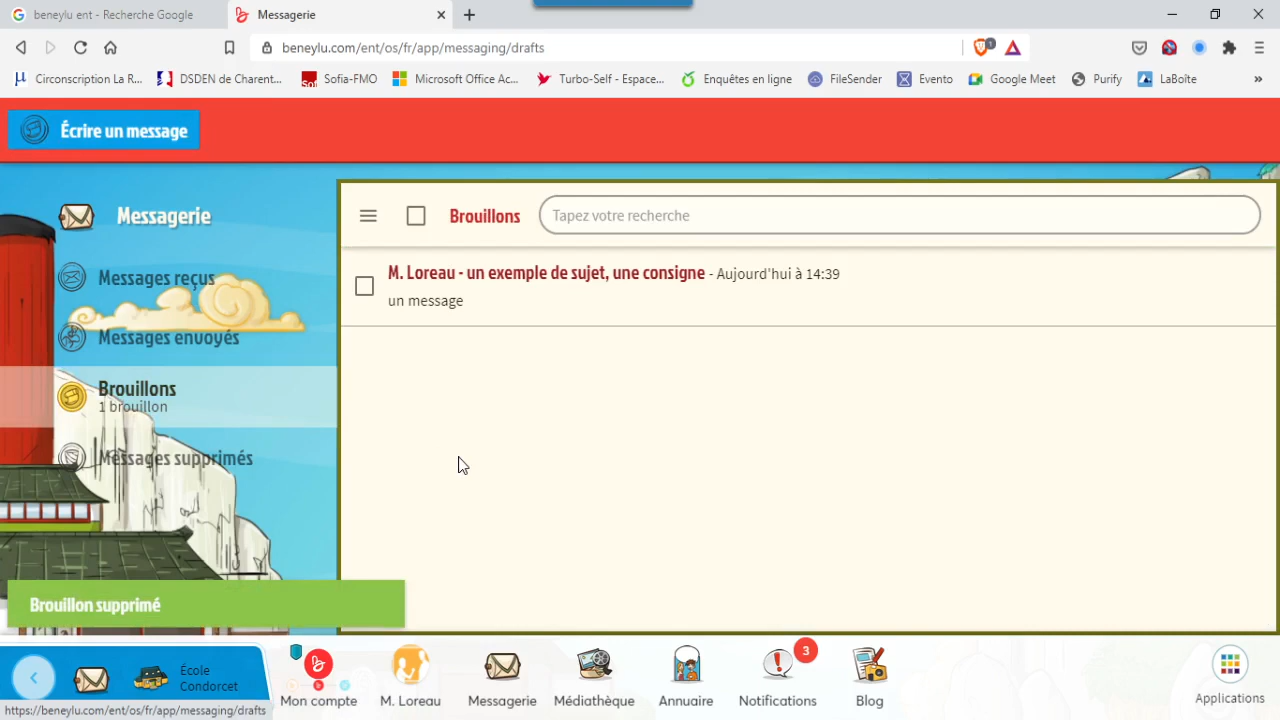 beneylu ent - Recherche Google
Messagerie
beneylu.com/ent/os/fr/app/messaging/drafts
1
Circonscription La R...
DSDEN de Charent...
Sofia-FMO
Microsoft Office Ac...
Turbo-Self - Espace...
Enquêtes en ligne
FileSender
Evento
Google Meet
Purify
LaBoîte
»
Écrire un message
Messagerie
Messages reçus
Messages envoyés
Brouillons
1 brouillon
Messages supprimés
Brouillons
Tapez votre recherche
M. Loreau - un exemple de sujet, une consigne - Aujourd'hui à 14:39
un message
Brouillon supprimé
École
Condorcet
Mon compte
M. Loreau
Messagerie
Médiathèque
Annuaire
3
Notifications
Blog
Applications
https://beneylu.com/ent/os/fr/app/messaging/drafts